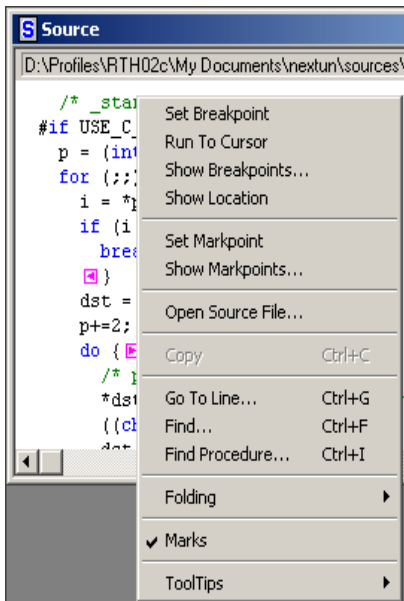 S Source
D:\Profiles\RTH02c\My Documents\nextun\sources\
/* _star
#if USE_C_
p = (int
for (;;)
i = *p
if (i
brea
}
dst =
p+=2;
do {
/* p
*dst
((ch
dst
Set Breakpoint
Run To Cursor
Show Breakpoints...
Show Location
Set Markpoint
Show Markpoints...
Open Source File...
Copy Ctrl+C
Go To Line... Ctrl+G
Find... Ctrl+F
Find Procedure... Ctrl+I
Folding
Marks
ToolTips